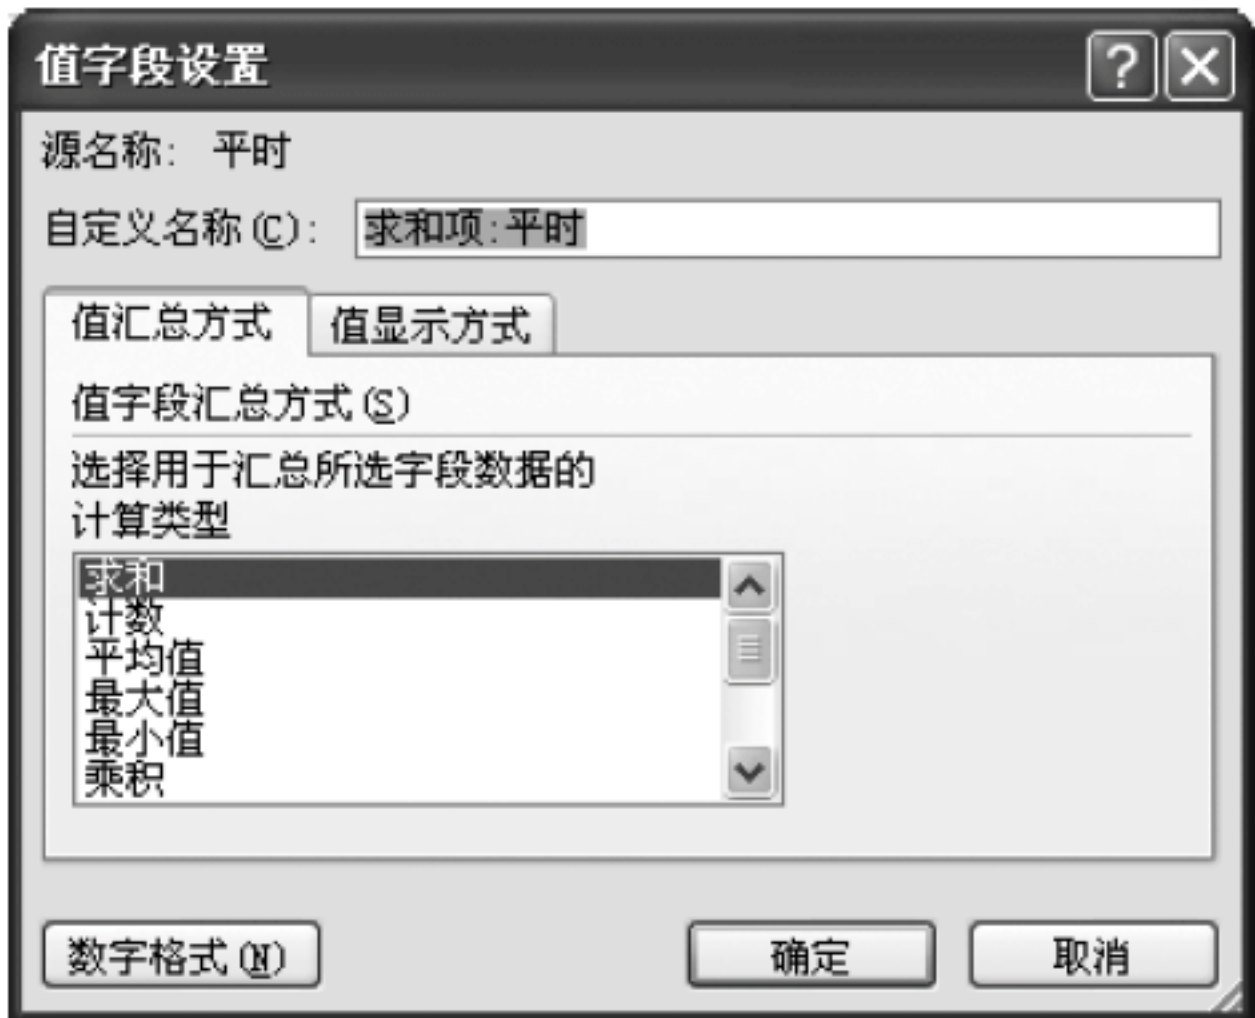 值字段设置
源名称: 平时
自定义名称(C): 求和项:平时
值汇总方式 值显示方式
值字段汇总方式(S)
选择用于汇总所选字段数据的
计算类型
求和
计数
平均值
最大值
最小值
乘积
数字格式(N) 确定 取消